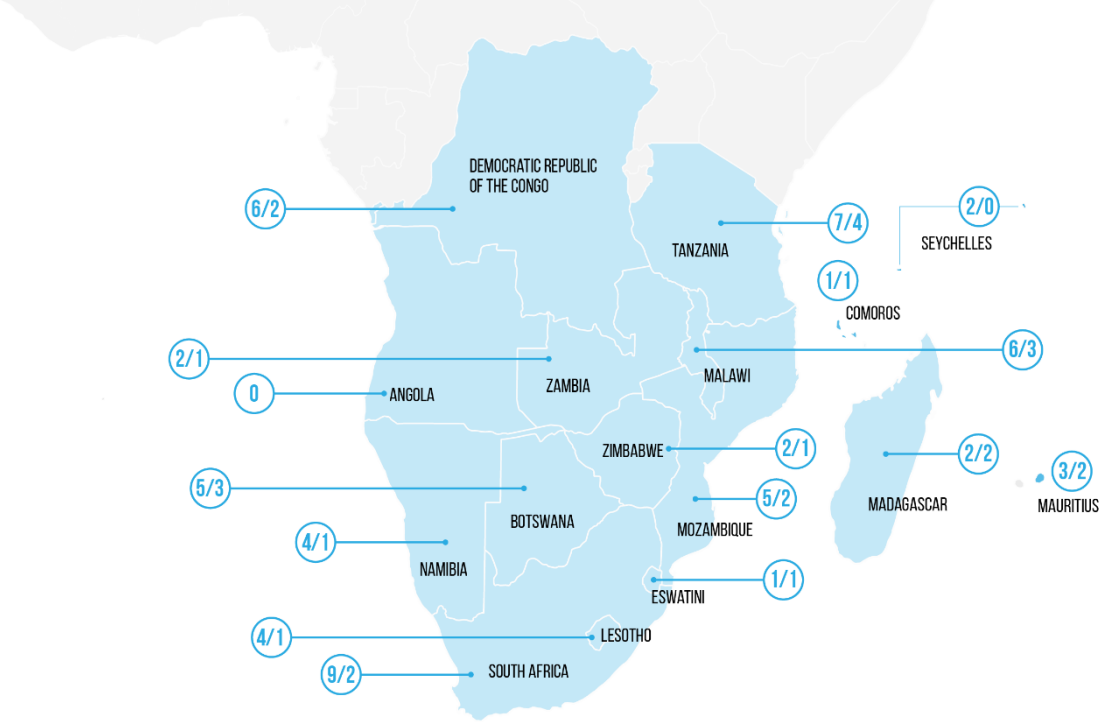 DEMOCRATIC REPUBLIC
OF THE CONGO
6/2
2/0
7/4
SEYCHELLES
TANZANIA
1/1
COMOROS
2/1
6/3
MALAWI
ZAMBIA
0
ANGOLA
ZIMBABWE
2/1
2/2
3/2
5/3
5/2
MADAGASCAR
MAURITIUS
BOTSWANA
MOZAMBIQUE
4/1
NAMIBIA
1/1
ESWATINI
4/1
LESOTHO
9/2
SOUTH AFRICA